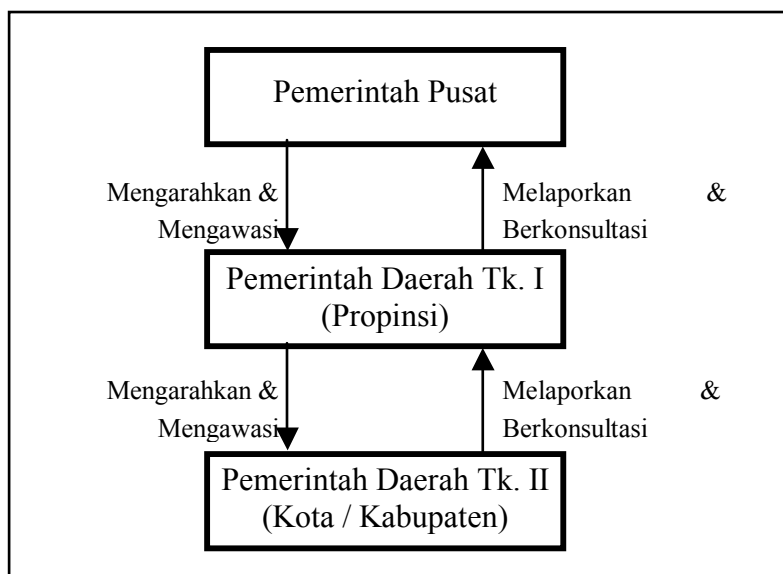 Pemerintah Pusat
Mengarahkan &
Mengawasi
Melaporkan &
Berkonsultasi
Pemerintah Daerah Tk. I
(Propinsi)
Mengarahkan &
Mengawasi
Melaporkan &
Berkonsultasi
Pemerintah Daerah Tk. II
(Kota / Kabupaten)